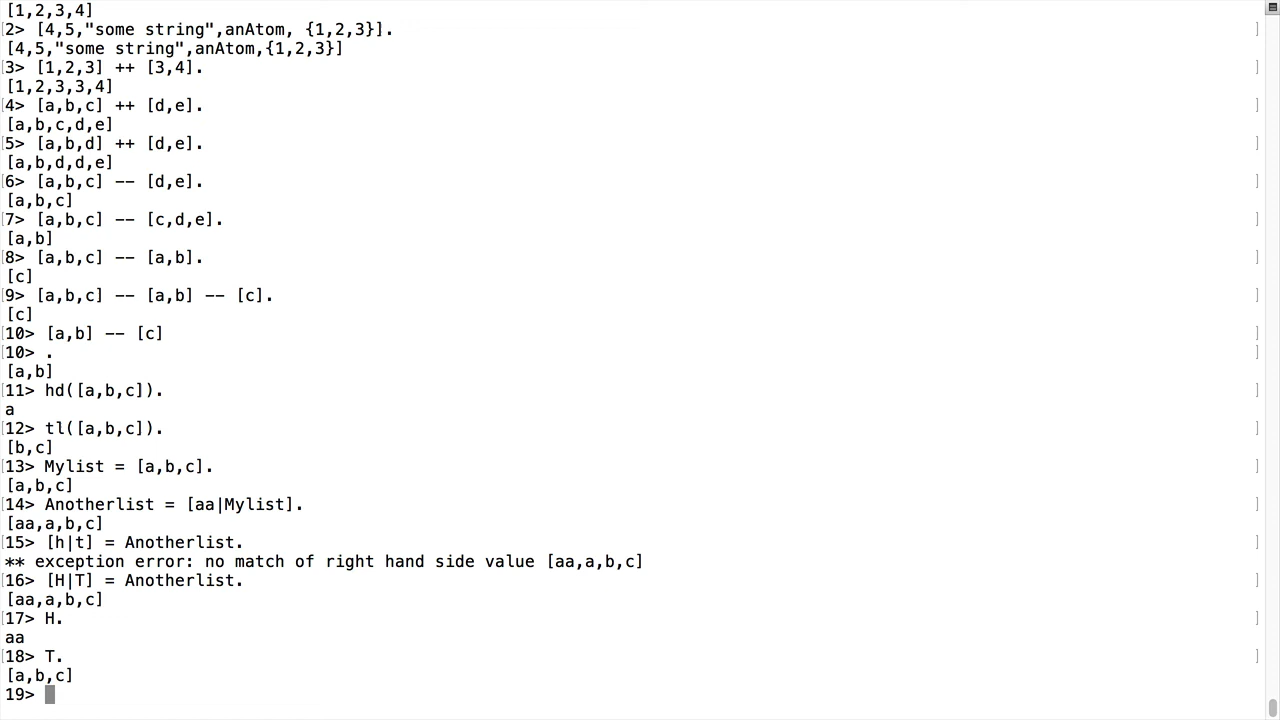 [1,2,3,4]
[2> [4,5,"some string",anAtom, {1,2,3}]. ]
[4,5,"some string",anAtom,{1,2,3}]
[3> [1,2,3] ++ [3,4]. ]
[1,2,3,3,4]
[4> [a,b,c] ++ [d,e]. ]
[a,b,c,d,e]
[5> [a,b,d] ++ [d,e]. ]
[a,b,d,d,e]
[6> [a,b,c] -- [d,e]. ]
[a,b,c]
[7> [a,b,c] -- [c,d,e]. ]
[a,b]
[8> [a,b,c] -- [a,b]. ]
[c]
[9> [a,b,c] -- [a,b] -- [c]. ]
[c]
[10> [a,b] -- [c] ]
[10> . ]
[a,b]
[11> hd([a,b,c]). ]
a
[12> tl([a,b,c]). ]
[b,c]
[13> Mylist = [a,b,c]. ]
[a,b,c]
[14> Anotherlist = [aa|Mylist]. ]
[aa,a,b,c]
[15> [h|t] = Anotherlist. ]
** exception error: no match of right hand side value [aa,a,b,c]
[16> [H|T] = Anotherlist. ]
[aa,a,b,c]
[17> H. ]
aa
[18> T. ]
[a,b,c]
19>